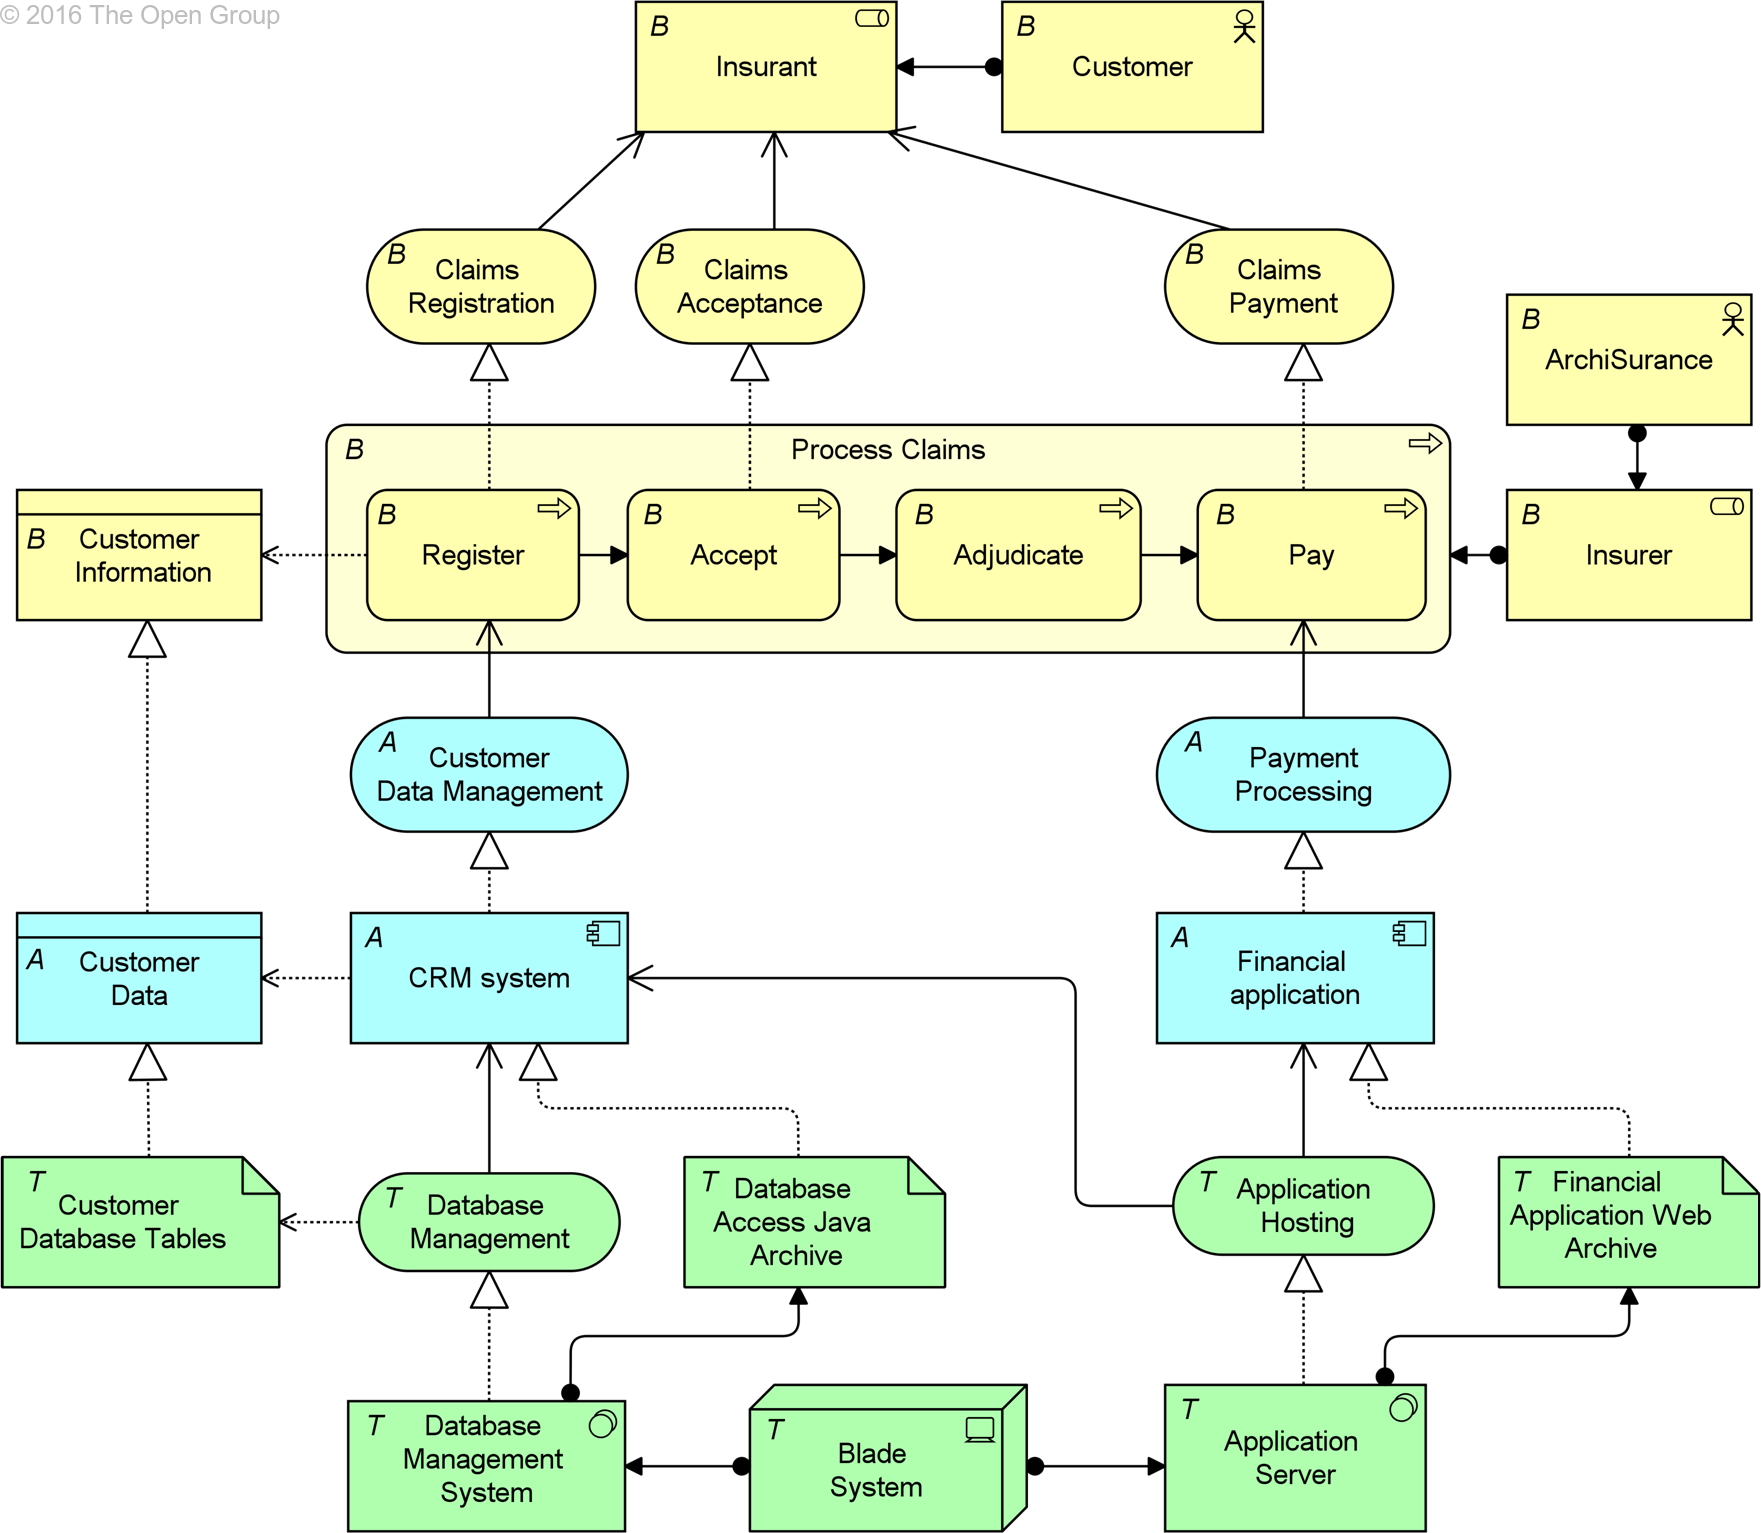 © 2016 The Open Group
B
Insurant
B
Customer
B
Claims
Registration
B
Claims
Acceptance
B
Claims
Payment
B
ArchiSurance
B
Process Claims
B
Customer
Information
B
Register
B
Accept
B
Adjudicate
B
Pay
B
Insurer
A
Customer
Data Management
A
Payment
Processing
A
Customer
Data
A
CRM system
A
Financial
application
T
Customer
Database Tables
T
Database
Management
T Database
Access Java
Archive
T
Application
Hosting
T Financial
Application Web
Archive
T Database
Management
System
T
Blade
System
T
Application
Server